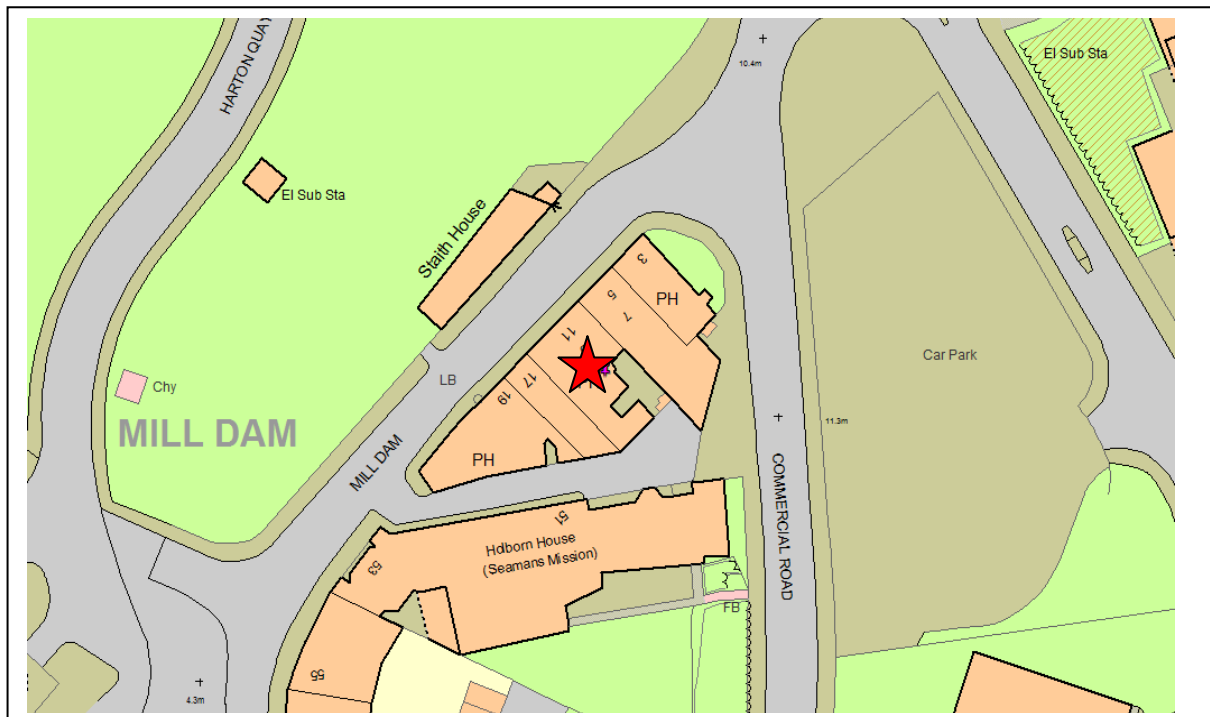 HARTON QUAY
10.4m
El Sub Sta
El Sub Sta
Staith House
3
PH
5
7
11
Car Park
Chy
LB
17
19
11.3m
MILL DAM
MILL DAM
PH
COMMERCIAL ROAD
51
Holborn House
(Seamans Mission)
53
FB
55
4.3m